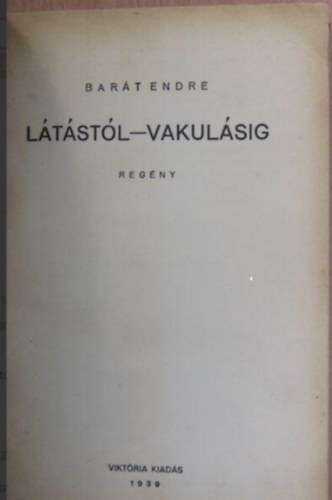 BARÁT ENDRE
LÁTÁSTÓL—VAKULÁSIG
REGÉNY
VIKTÓRIA KIADÁS
1939